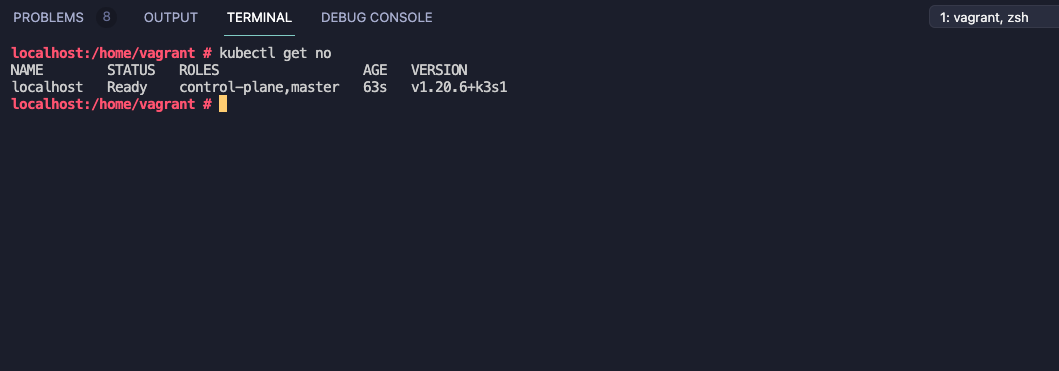 PROBLEMS 8 OUTPUT TERMINAL DEBUG CONSOLE 1: vagrant, zsh
localhost:/home/vagrant # kubectl get no
NAME STATUS ROLES AGE VERSION
localhost Ready control-plane,master 63s v1.20.6+k3s1
localhost:/home/vagrant #